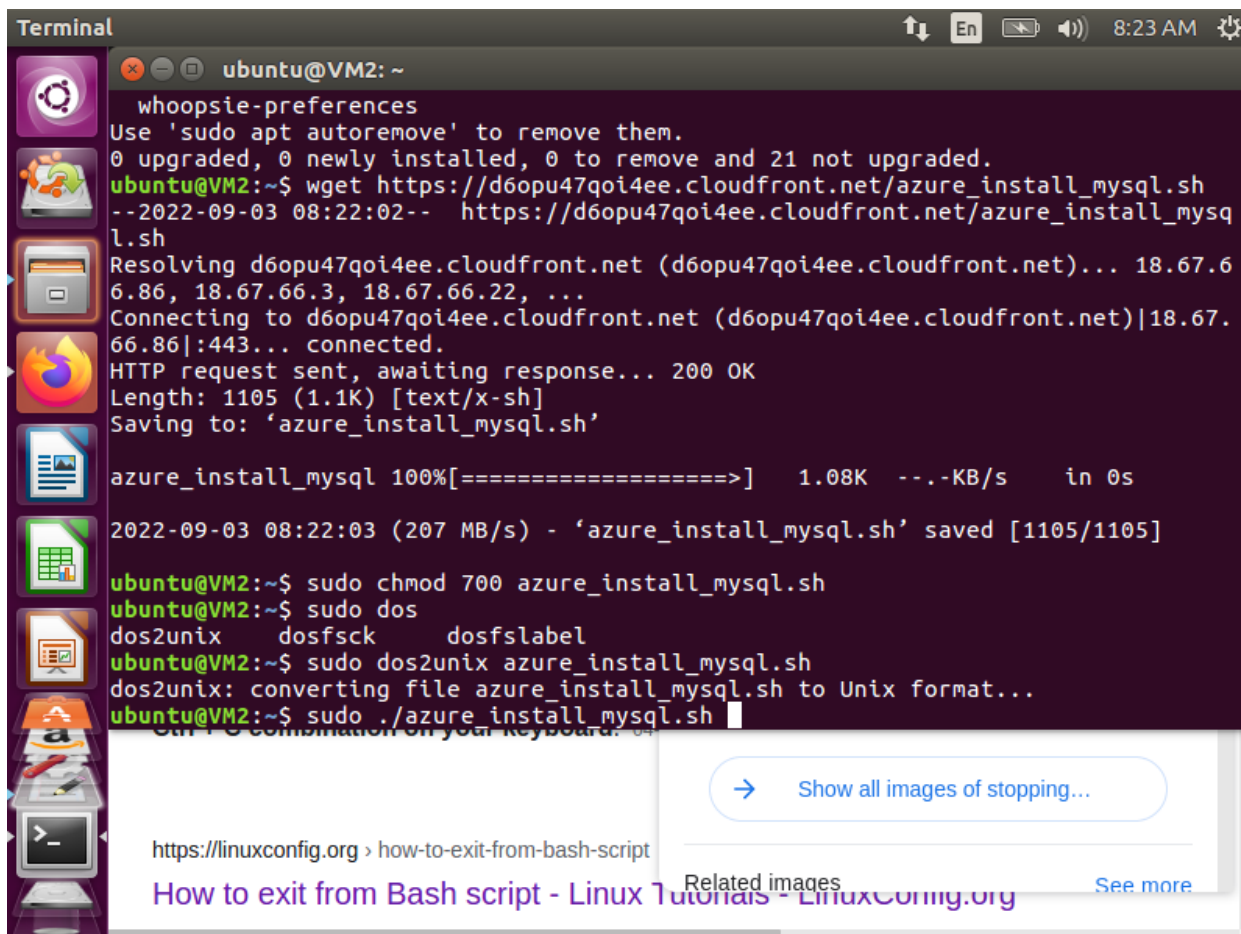 Terminal
En
8:23 AM
ubuntu@VM2: ~
whoopsie-preferences
Use 'sudo apt autoremove' to remove them.
0 upgraded, 0 newly installed, 0 to remove and 21 not upgraded.
ubuntu@VM2:~$ wget https://d6opu47qoi4ee.cloudfront.net/azure_install_mysql.sh
--2022-09-03 08:22:02--  https://d6opu47qoi4ee.cloudfront.net/azure_install_mysq
l.sh
Resolving d6opu47qoi4ee.cloudfront.net (d6opu47qoi4ee.cloudfront.net)... 18.67.6
6.86, 18.67.66.3, 18.67.66.22, ...
Connecting to d6opu47qoi4ee.cloudfront.net (d6opu47qoi4ee.cloudfront.net)|18.67.
66.86|:443... connected.
HTTP request sent, awaiting response... 200 OK
Length: 1105 (1.1K) [text/x-sh]
Saving to: ‘azure_install_mysql.sh’
azure_install_mysql 100%[===================>]   1.08K  --.-KB/s    in 0s
2022-09-03 08:22:03 (207 MB/s) - ‘azure_install_mysql.sh’ saved [1105/1105]
ubuntu@VM2:~$ sudo chmod 700 azure_install_mysql.sh
ubuntu@VM2:~$ sudo dos
dos2unix    dosfsck     dosfslabel
ubuntu@VM2:~$ sudo dos2unix azure_install_mysql.sh
dos2unix: converting file azure_install_mysql.sh to Unix format...
ubuntu@VM2:~$ sudo ./azure_install_mysql.sh
Ctrl + C combination on your keyboard.
Show all images of stopping…
https://linuxconfig.org › how-to-exit-from-bash-script
How to exit from Bash script - Linux Tutorials - LinuxConfig.org
Related images
See more